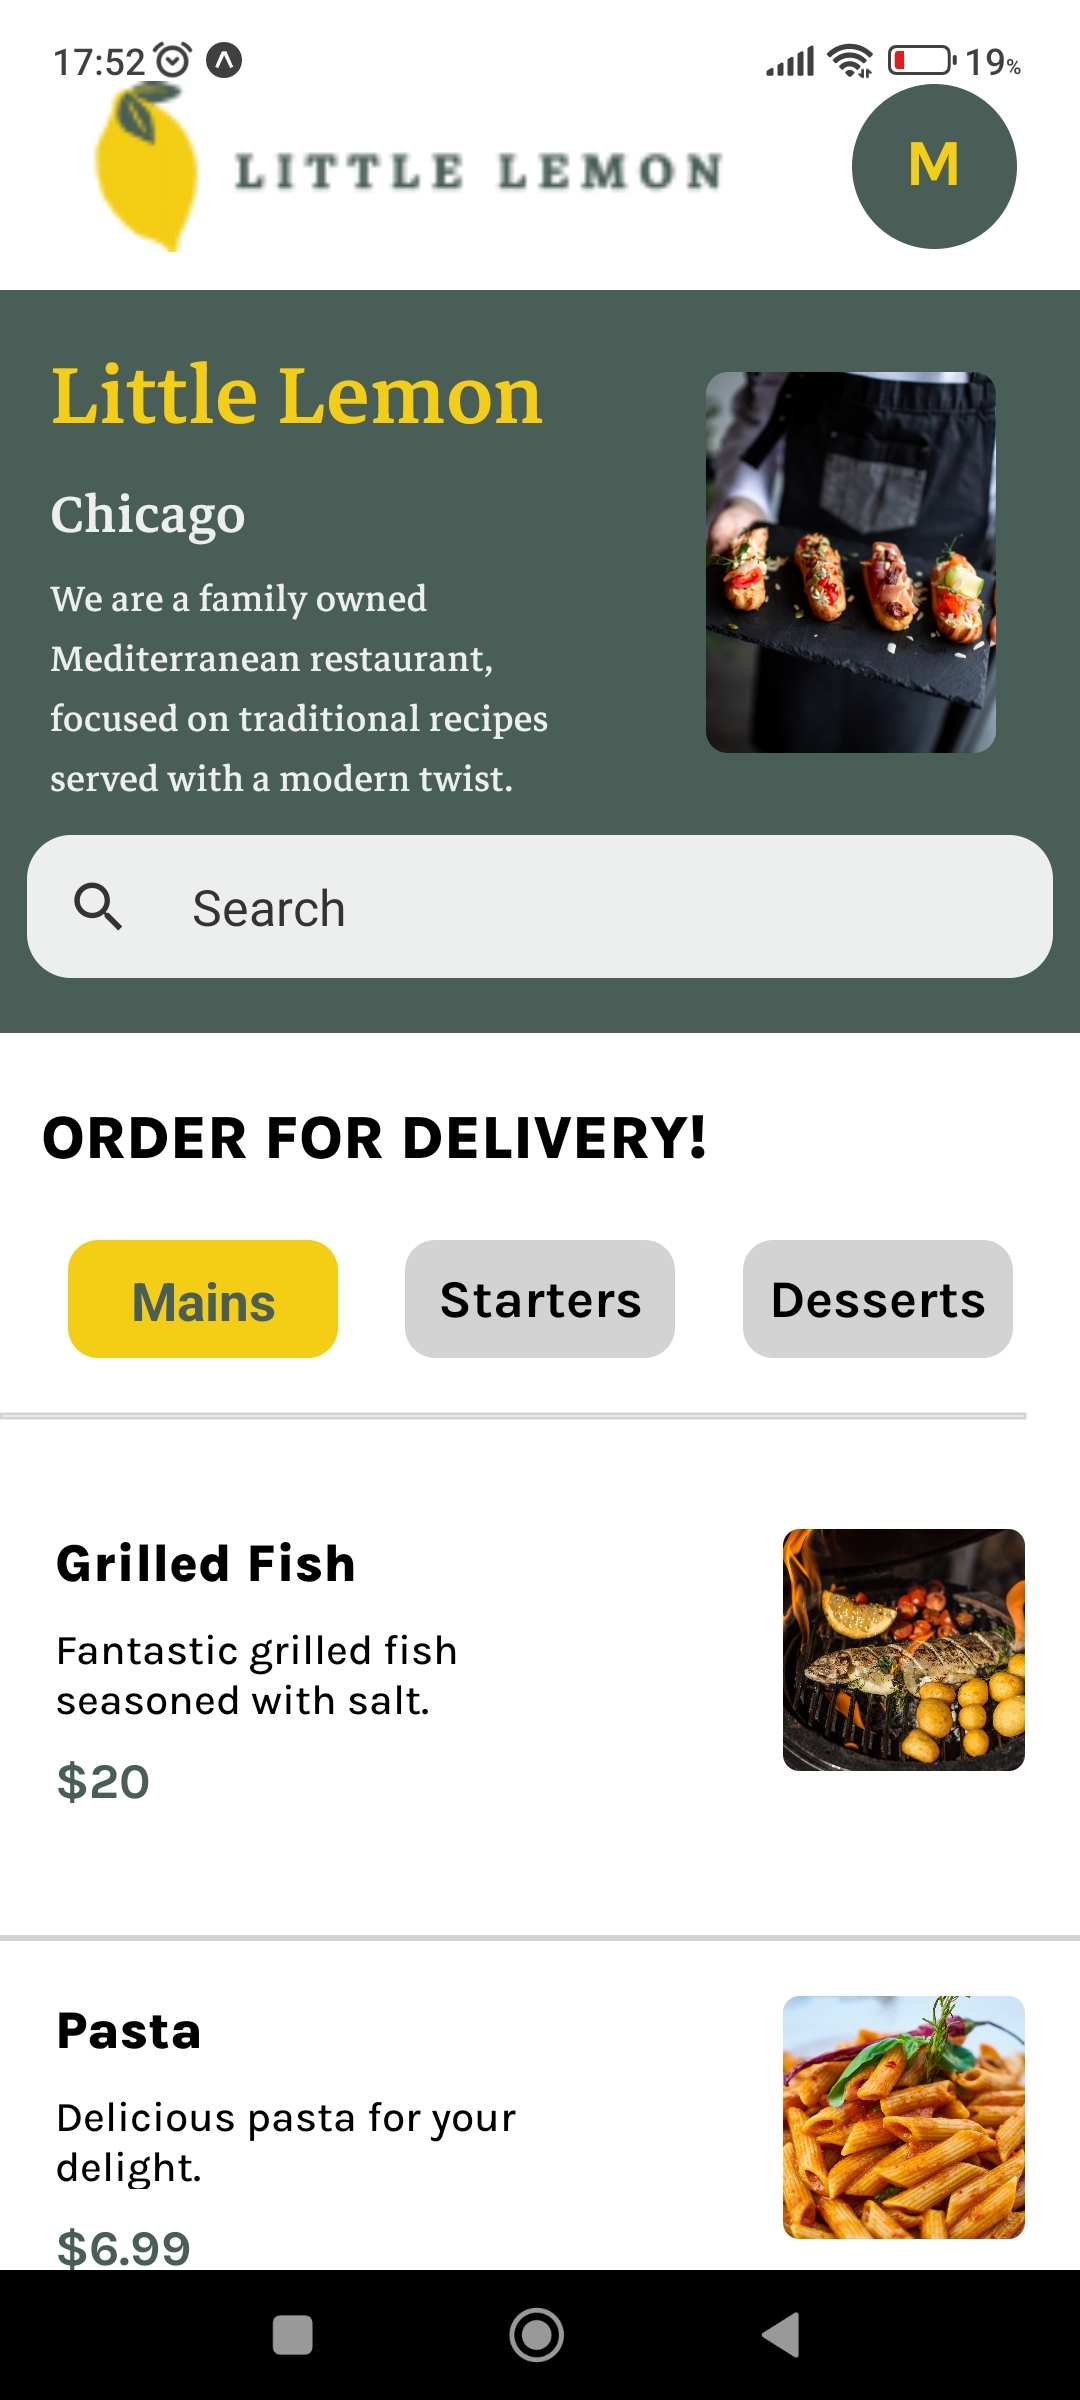 17:52
19%
LITTLE LEMON
M
Little Lemon
Chicago
We are a family owned
Mediterranean restaurant,
focused on traditional recipes
served with a modern twist.
Search
ORDER FOR DELIVERY!
Mains
Starters
Desserts
Grilled Fish
Fantastic grilled fish
seasoned with salt.
$20
Pasta
Delicious pasta for your
delight.
$6.99